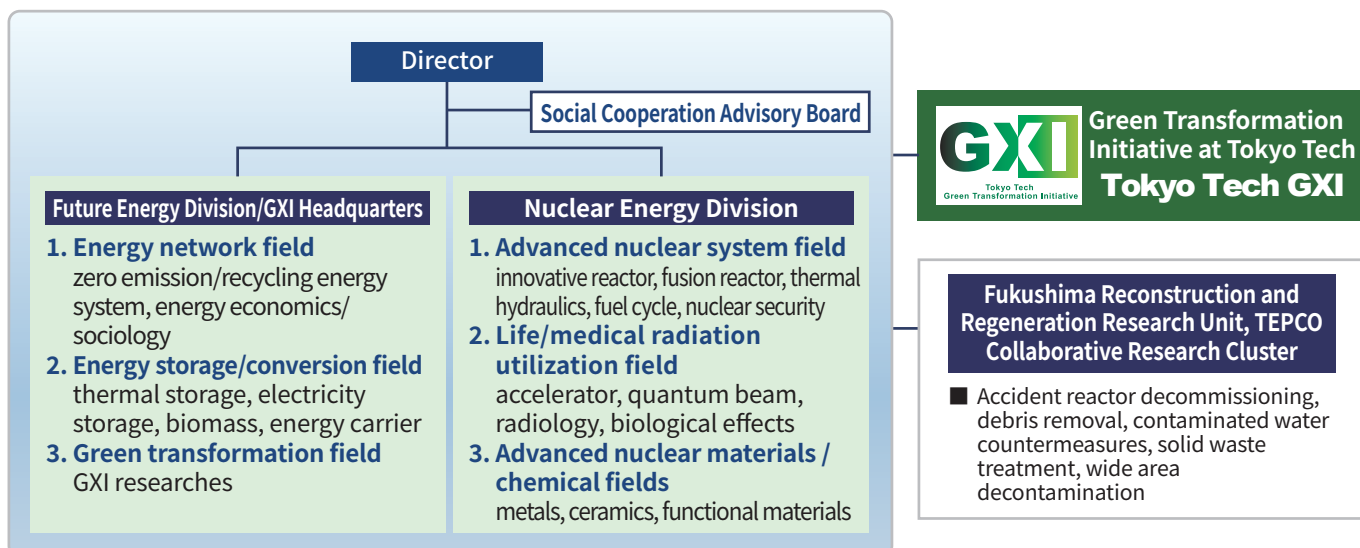 Director
Social Cooperation Advisory Board
Future Energy Division/GXI Headquarters
1. Energy network field
zero emission/recycling energy
system, energy economics/
sociology
2. Energy storage/conversion field
thermal storage, electricity
storage, biomass, energy carrier
3. Green transformation field
GXI researches
Nuclear Energy Division
1. Advanced nuclear system field
innovative reactor, fusion reactor, thermal
hydraulics, fuel cycle, nuclear security
2. Life/medical radiation
utilization field
accelerator, quantum beam,
radiology, biological effects
3. Advanced nuclear materials /
chemical fields
metals, ceramics, functional materials
GXI
Tokyo Tech
Green Transformation Initiative
Green Transformation
Initiative at Tokyo Tech
Tokyo Tech GXI
Fukushima Reconstruction and
Regeneration Research Unit, TEPCO
Collaborative Research Cluster
■ Accident reactor decommissioning,
debris removal, contaminated water
countermeasures, solid waste
treatment, wide area
decontamination